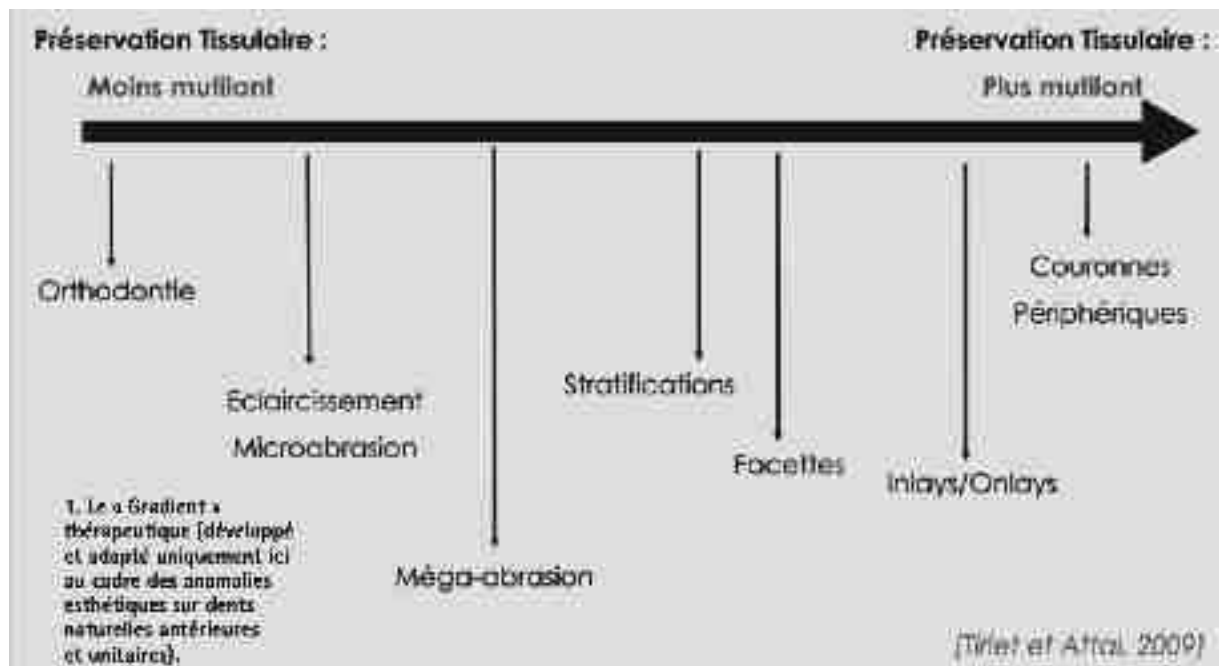 Préservation Tissulaire :
Moins mutilant
Préservation Tissulaire :
Plus mutilant
Orthodontie
Eclaircissement
Microabrasion
Méga-abrasion
Stratifications
Facettes
Inlays/Onlays
Couronnes
Périphériques
1. Le « Gradient »
thérapeutique (développé
et adapté uniquement ici
au cadre des anomalies
esthétiques sur dents
naturelles antérieures
et unitaires).
(Tirlet et Attal, 2009)